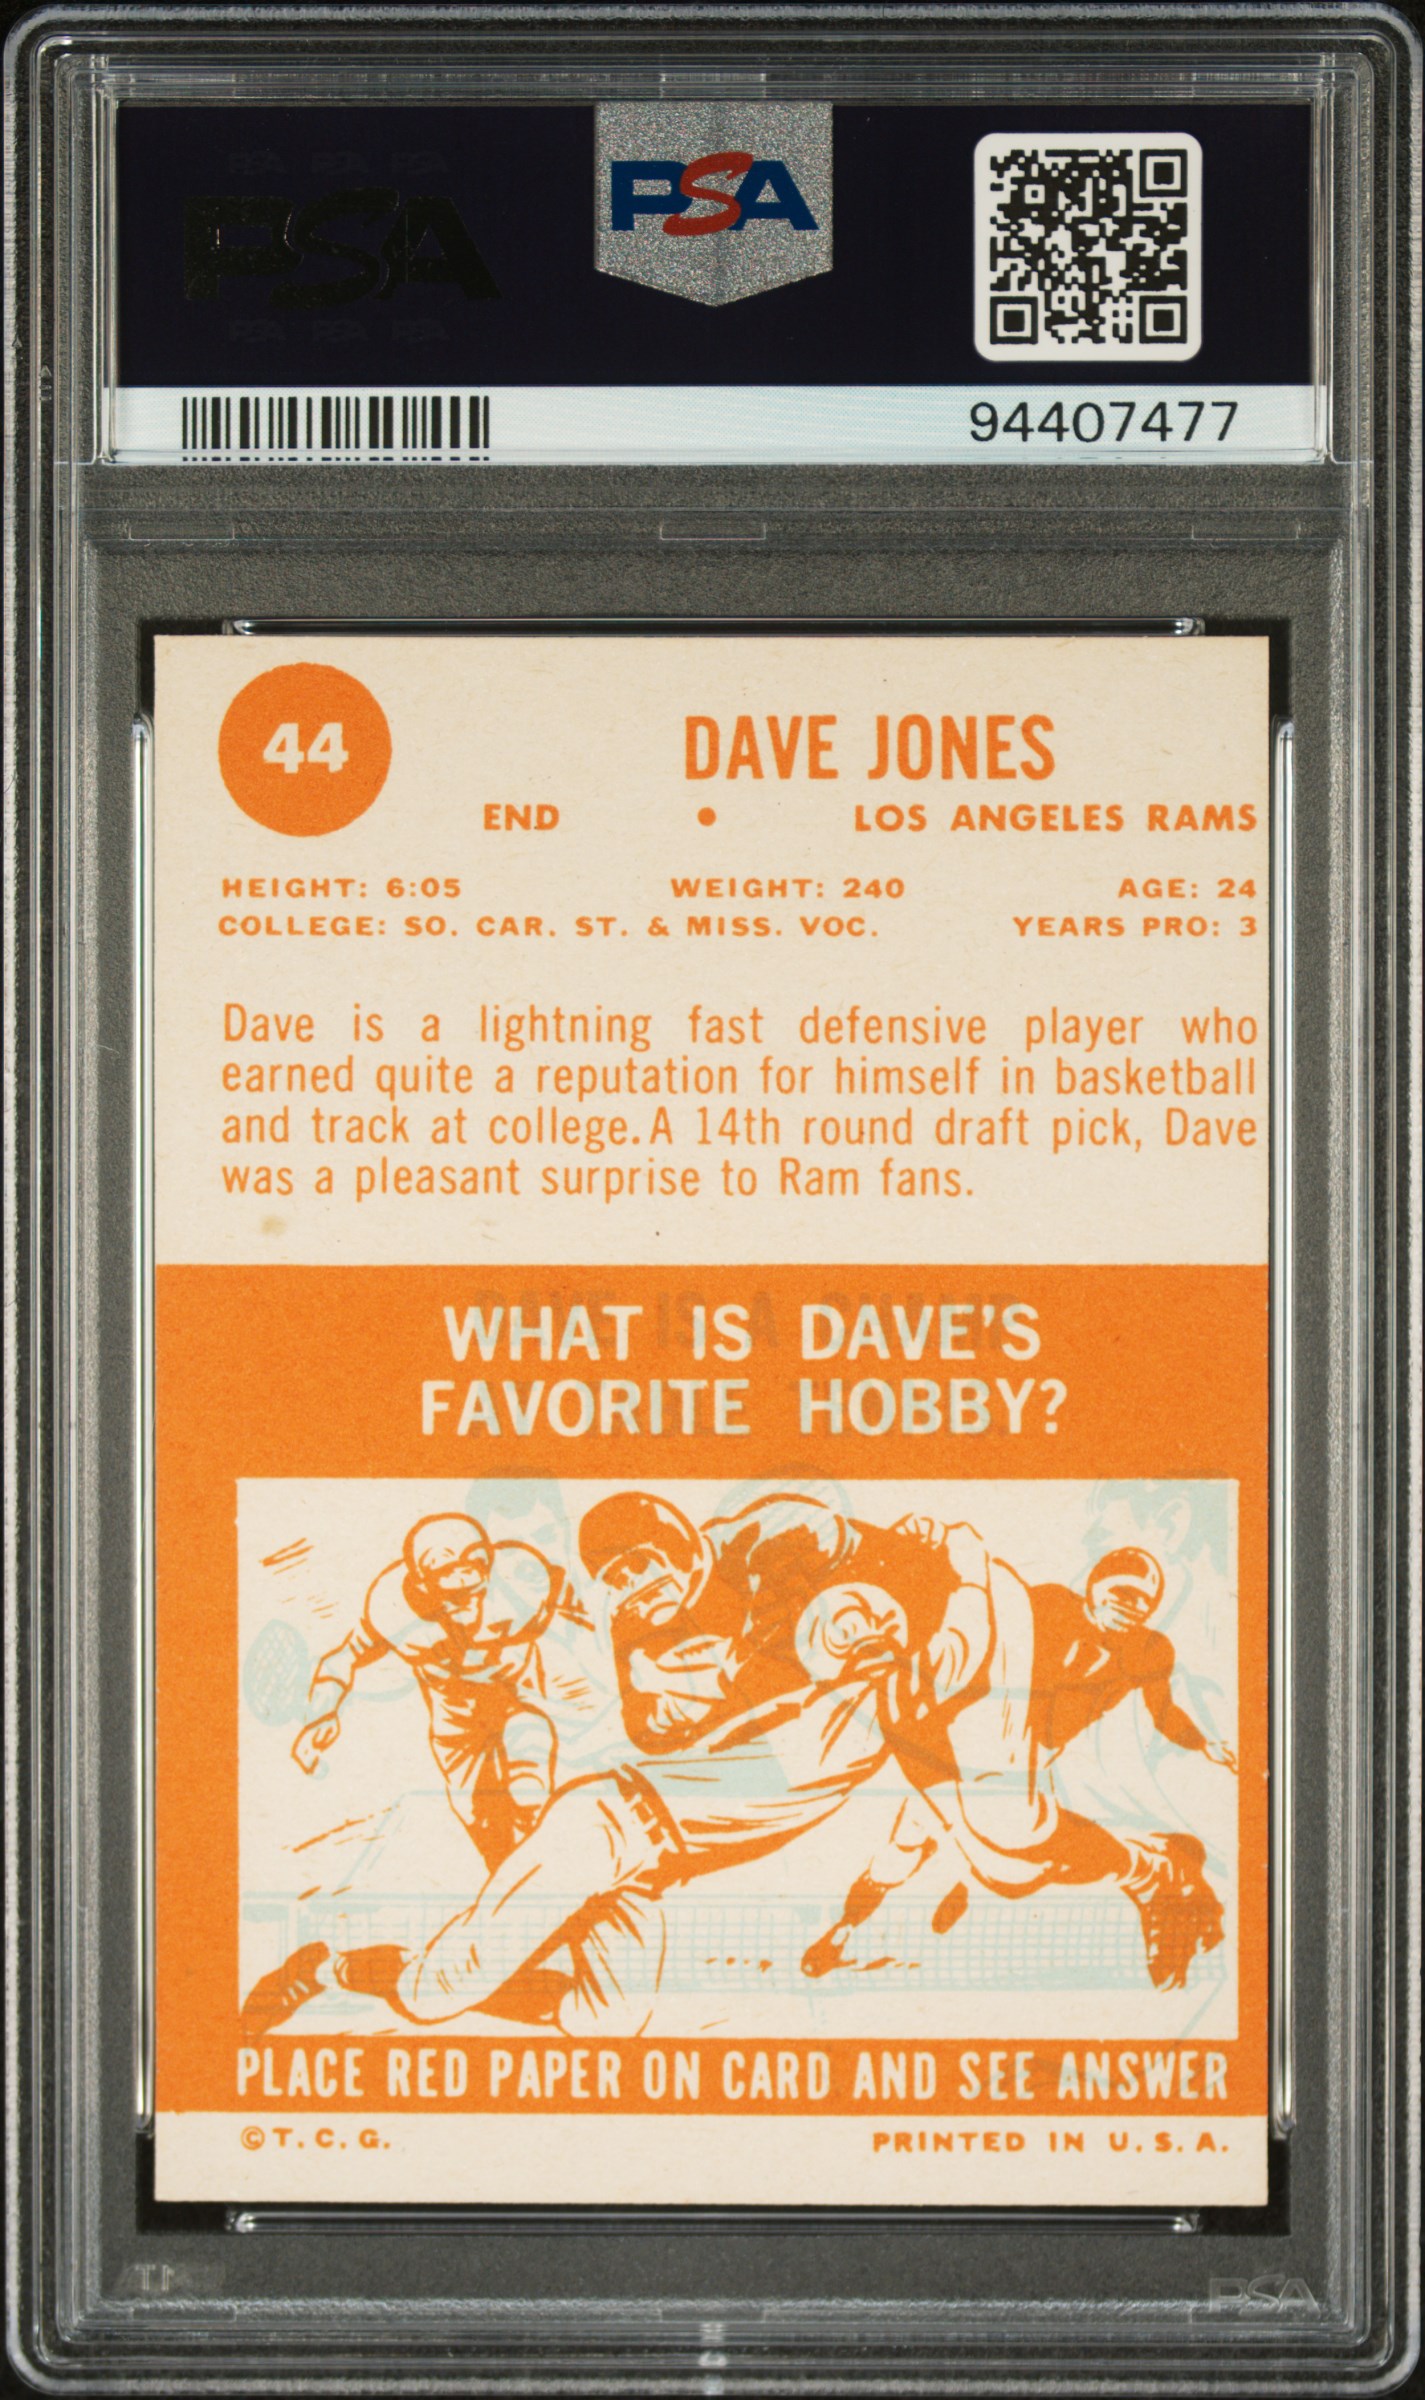 PSA
PSA
94407477
44
DAVE JONES
END • LOS ANGELES RAMS
HEIGHT: 6:05 WEIGHT: 240 AGE: 24
COLLEGE: SO. CAR. ST. & MISS. VOC. YEARS PRO: 3
Dave is a lightning fast defensive player who
earned quite a reputation for himself in basketball
and track at college. A 14th round draft pick, Dave
was a pleasant surprise to Ram fans.
WHAT IS DAVE'S
FAVORITE HOBBY?
PLACE RED PAPER ON CARD AND SEE ANSWER
© T. C. G. PRINTED IN U. S. A.
PSA